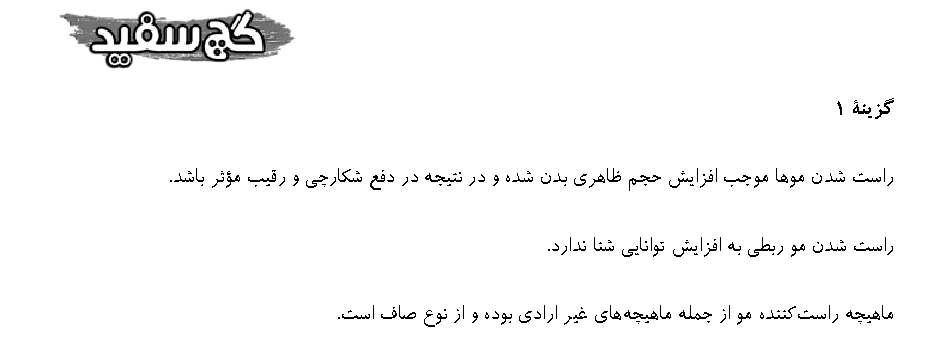 گچ سفید
گزینهٔ ۱
راست شدن موها موجب افزایش حجم ظاهری بدن شده و در نتیجه در دفع شکارچی و رقیب مؤثر باشد.
راست شدن مو ربطی به افزایش توانایی شنا ندارد.
ماهیچه راست‌کننده مو از جمله ماهیچه‌های غیر ارادی بوده و از نوع صاف است.